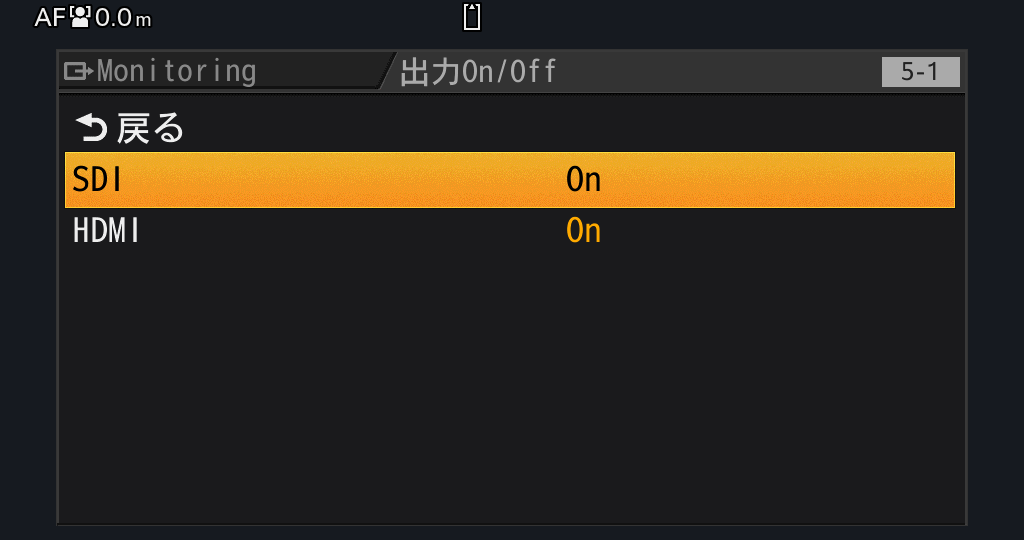 AF 0.0m
Monitoring
出力On/Off
5-1
戻る
SDI On
HDMI On